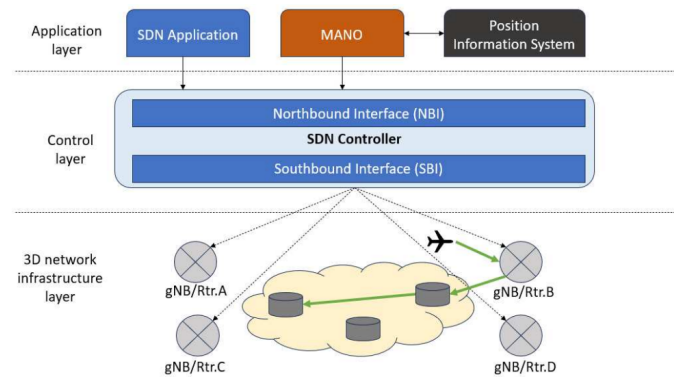 Application
layer
SDN Application
MANO
Position
Information System
Control
layer
Northbound Interface (NBI)
SDN Controller
Southbound Interface (SBI)
3D network
infrastructure
layer
gNB/Rtr.A
gNB/Rtr.B
gNB/Rtr.C
gNB/Rtr.D